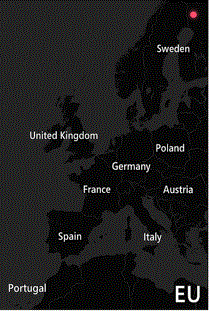 Sweden
United Kingdom
Poland
Germany
France
Austria
Spain
Italy
Portugal
EU